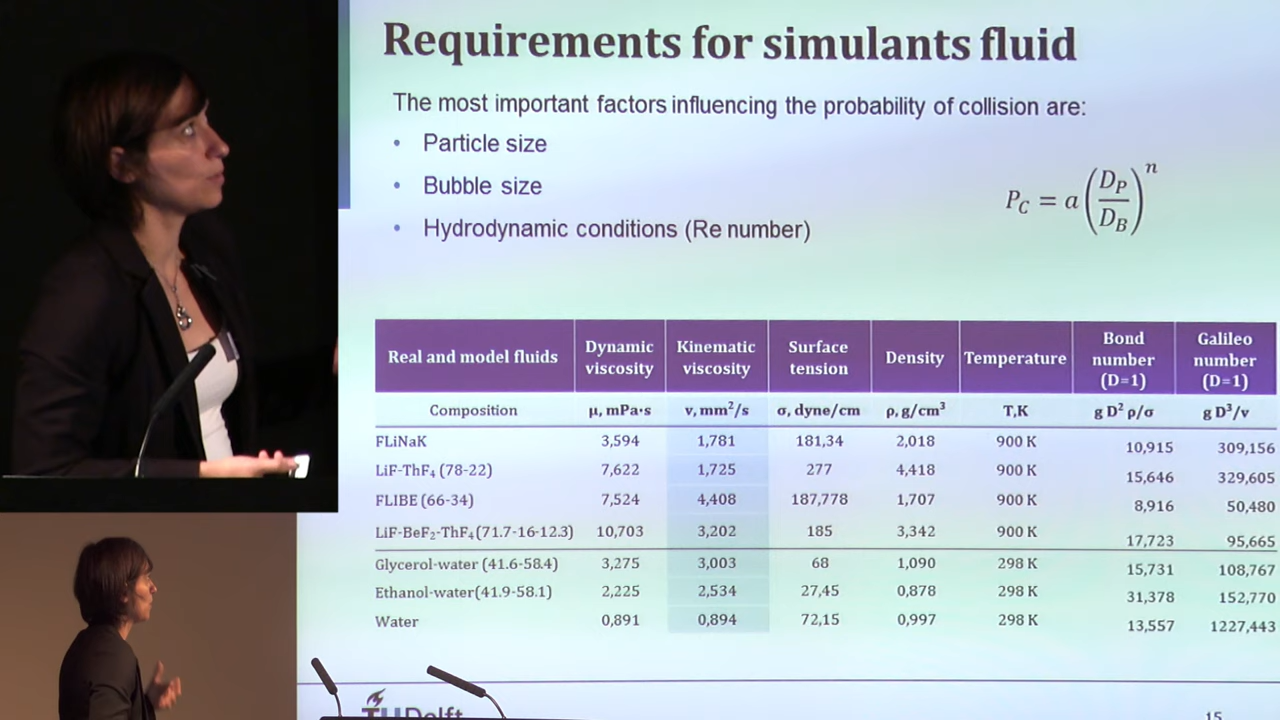 Requirements for simulants fluid
The most important factors influencing the probability of collision are:
• Particle size
• Bubble size
• Hydrodynamic conditions (Re number)
P_C = a (D_P / D_B)^n
Real and model fluids Dynamic viscosity Kinematic viscosity Surface tension Density Temperature Bond number (D=1) Galileo number (D=1)
Composition μ, mPa·s ν, mm²/s σ, dyne/cm ρ, g/cm³ T,K g D² ρ/σ g D³/ν
FLiNaK 3,594 1,781 181,34 2,018 900 K 10,915 309,156
LiF-ThF₄ (78-22) 7,622 1,725 277 4,418 900 K 15,646 329,605
FLIBE (66-34) 7,524 4,408 187,778 1,707 900 K 8,916 50,480
LiF-BeF₂-ThF₄(71.7-16-12.3) 10,703 3,202 185 3,342 900 K 17,723 95,665
Glycerol-water (41.6-58.4) 3,275 3,003 68 1,090 298 K 15,731 108,767
Ethanol-water(41.9-58.1) 2,225 2,534 27,45 0,878 298 K 31,378 152,770
Water 0,891 0,894 72,15 0,997 298 K 13,557 1227,443
TU Delft
15